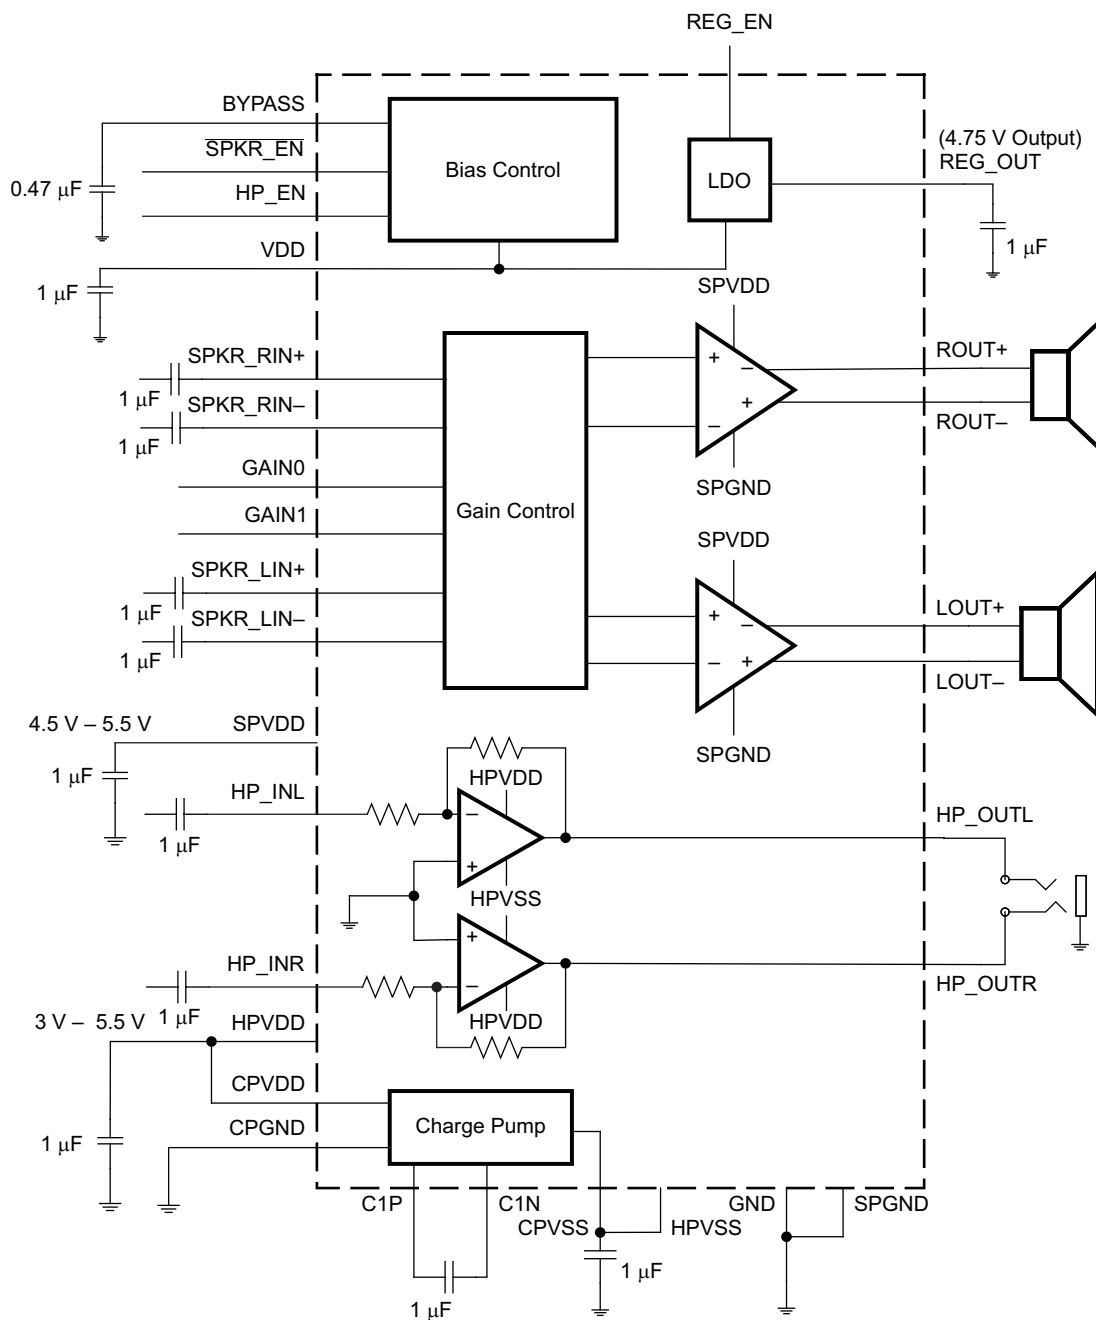 REG_EN
BYPASS
SPKR_EN
0.47 μF
HP_EN
Bias Control
LDO
(4.75 V Output)
REG_OUT
1 μF
VDD
1 μF
SPVDD
SPKR_RIN+
1 μF
SPKR_RIN–
1 μF
+
–
+
–
ROUT+
ROUT–
SPGND
GAIN0
GAIN1
Gain Control
SPVDD
SPKR_LIN+
1 μF
SPKR_LIN–
1 μF
+
–
–
+
LOUT+
LOUT–
SPGND
4.5 V – 5.5 V
SPVDD
1 μF
HP_INL
1 μF
HPVDD
–
+
HPVSS
HP_OUTL
+
–
HP_INR
1 μF
HPVDD
HP_OUTR
3 V – 5.5 V
HPVDD
CPVDD
CPGND
1 μF
Charge Pump
C1P
C1N
CPVSS
HPVSS
GND
SPGND
1 μF
1 μF